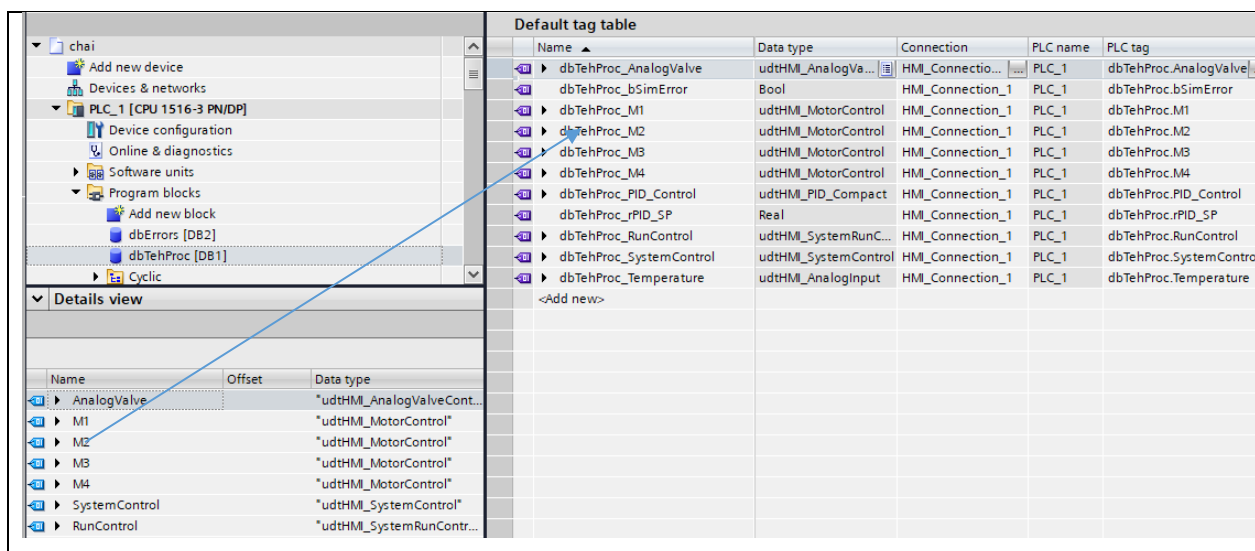 chai
Add new device
Devices & networks
PLC_1 [CPU 1516-3 PN/DP]
Device configuration
Online & diagnostics
Software units
Program blocks
Add new block
dbErrors [DB2]
dbTehProc [DB1]
Cyclic
Details view
Name Offset Data type
AnalogValve "udtHMI_AnalogValveCont...
M1 "udtHMI_MotorControl"
M2 "udtHMI_MotorControl"
M3 "udtHMI_MotorControl"
M4 "udtHMI_MotorControl"
SystemControl "udtHMI_SystemControl"
RunControl "udtHMI_SystemRunContr...
Default tag table
Name Data type Connection PLC name PLC tag
dbTehProc_AnalogValve udtHMI_AnalogVa... HMI_Connectio... ... PLC_1 dbTehProc.AnalogValve
dbTehProc_bSimError Bool HMI_Connection_1 PLC_1 dbTehProc.bSimError
dbTehProc_M1 udtHMI_MotorControl HMI_Connection_1 PLC_1 dbTehProc.M1
dbTehProc_M2 udtHMI_MotorControl HMI_Connection_1 PLC_1 dbTehProc.M2
dbTehProc_M3 udtHMI_MotorControl HMI_Connection_1 PLC_1 dbTehProc.M3
dbTehProc_M4 udtHMI_MotorControl HMI_Connection_1 PLC_1 dbTehProc.M4
dbTehProc_PID_Control udtHMI_PID_Compact HMI_Connection_1 PLC_1 dbTehProc.PID_Control
dbTehProc_rPID_SP Real HMI_Connection_1 PLC_1 dbTehProc.rPID_SP
dbTehProc_RunControl udtHMI_SystemRunC... HMI_Connection_1 PLC_1 dbTehProc.RunControl
dbTehProc_SystemControl udtHMI_SystemControl HMI_Connection_1 PLC_1 dbTehProc.SystemContro
dbTehProc_Temperature udtHMI_AnalogInput HMI_Connection_1 PLC_1 dbTehProc.Temperature
<Add new>